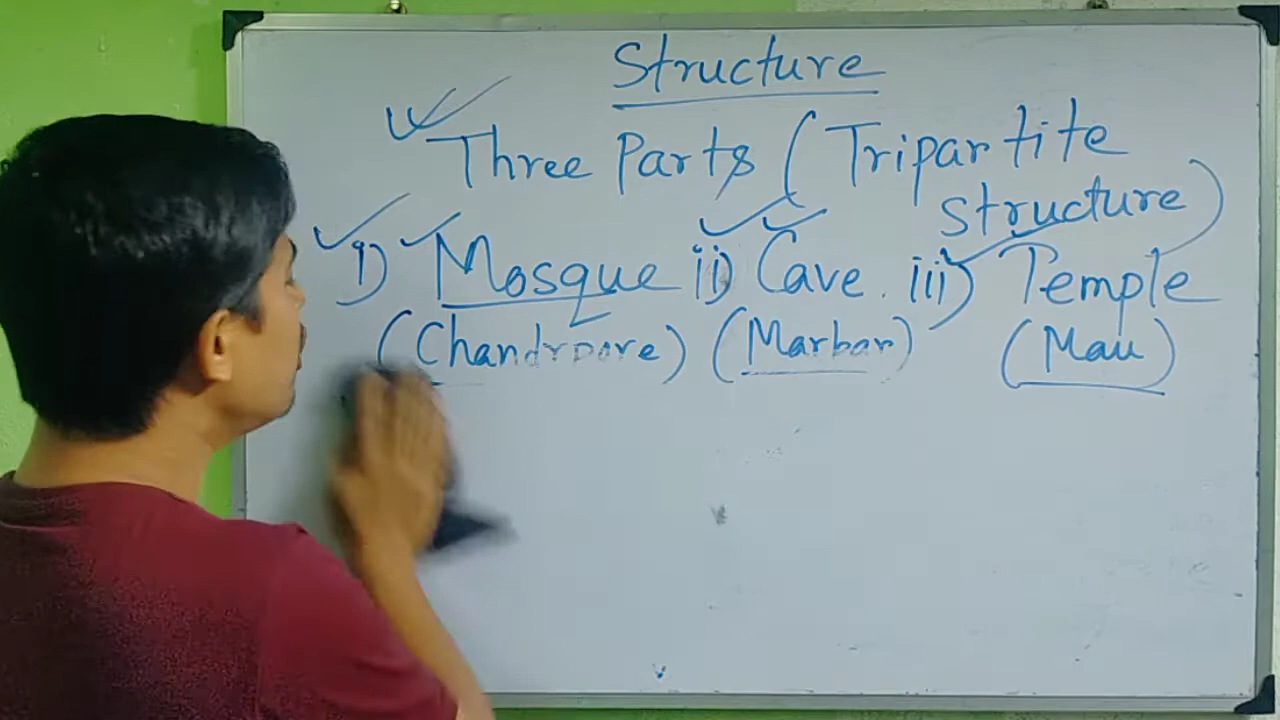 Structure
Three Parts (Tripartite
structure)
i) Mosque ii) Cave. iii) Temple
(Chandrpore) (Marbar) (Mau)